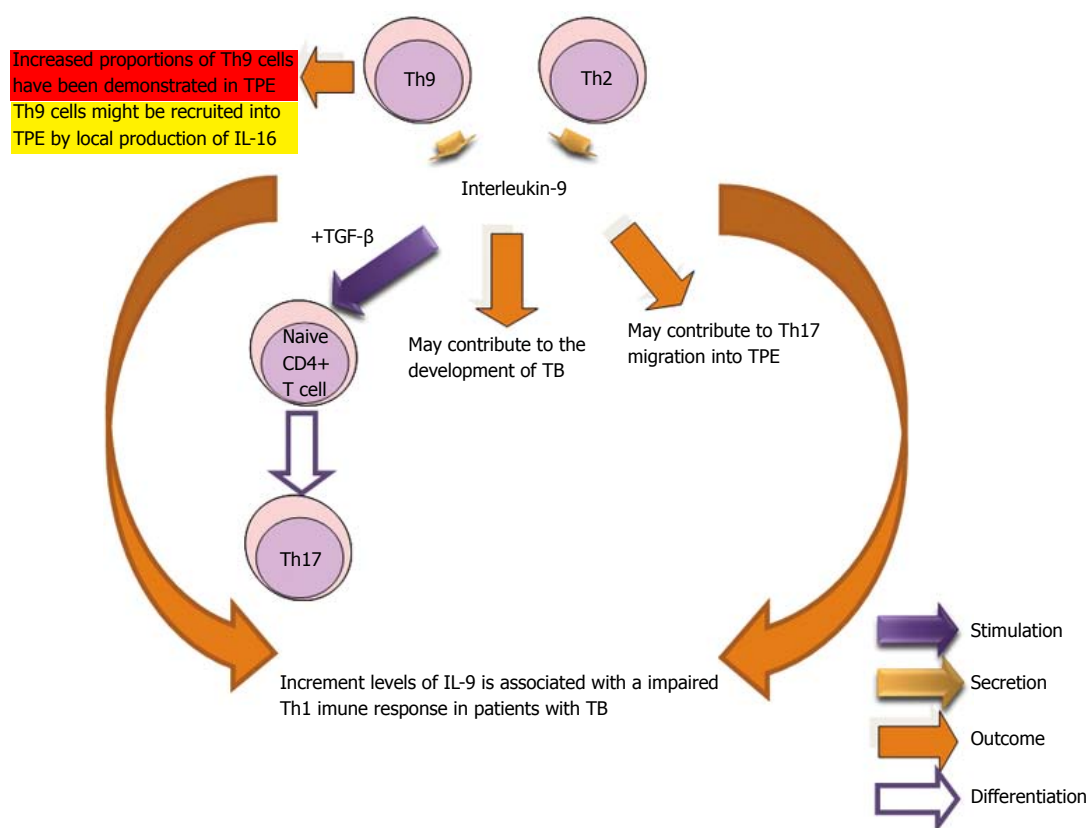 Increased proportions of Th9 cells
have been demonstrated in TPE
Th9 cells might be recruited into
TPE by local production of IL-16
Th9
Th2
Interleukin-9
+TGF-β
Naive
CD4+
T cell
May contribute to the
development of TB
May contribute to Th17
migration into TPE
Th17
Increment levels of IL-9 is associated with a impaired
Th1 imune response in patients with TB
Stimulation
Secretion
Outcome
Differentiation